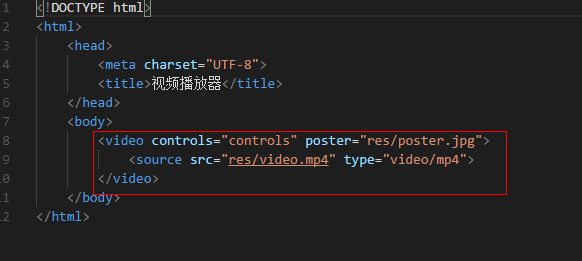 1 <!DOCTYPE html>
2 <html>
3 <head>
4 <meta charset="UTF-8">
5 <title>视频播放器</title>
6 </head>
7 <body>
8 <video controls="controls" poster="res/poster.jpg">
9 <source src="res/video.mp4" type="video/mp4">
10 </video>
11 </body>
12 </html>